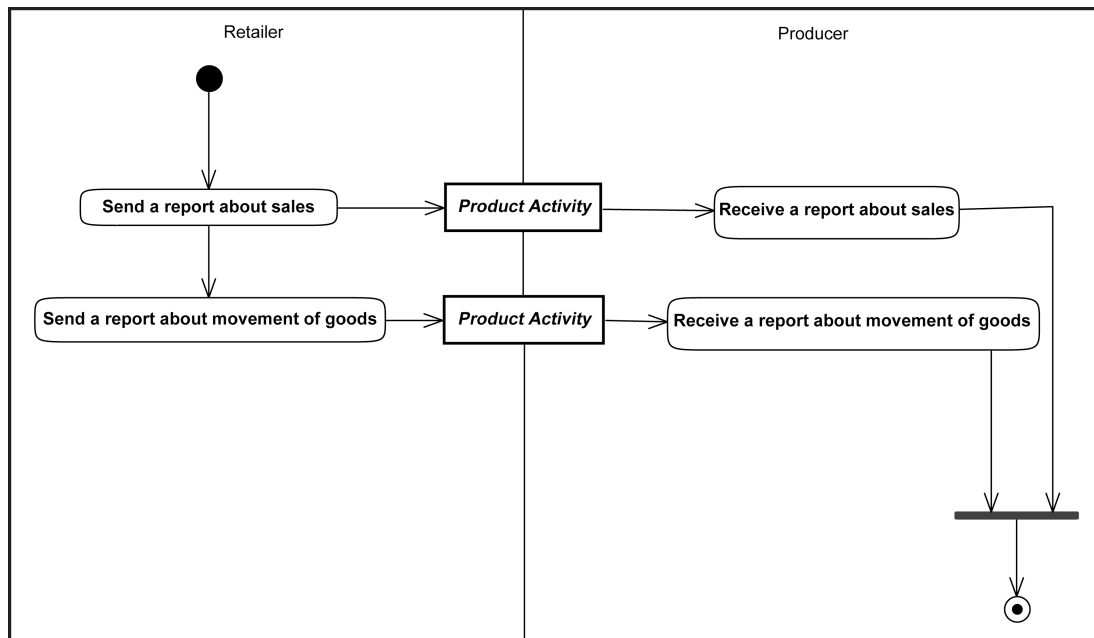 Retailer
Producer
Send a report about sales
Product Activity
Receive a report about sales
Send a report about movement of goods
Product Activity
Receive a report about movement of goods